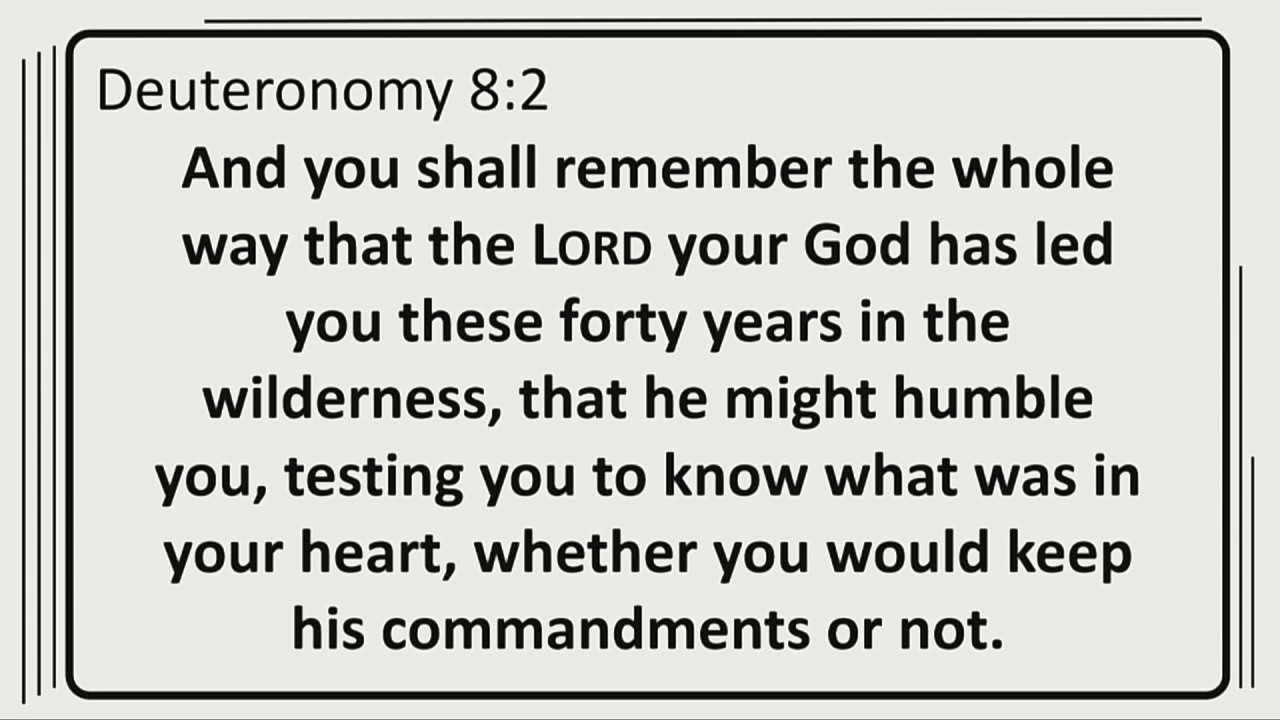 Deuteronomy 8:2
And you shall remember the whole
way that the LORD your God has led
you these forty years in the
wilderness, that he might humble
you, testing you to know what was in
your heart, whether you would keep
his commandments or not.